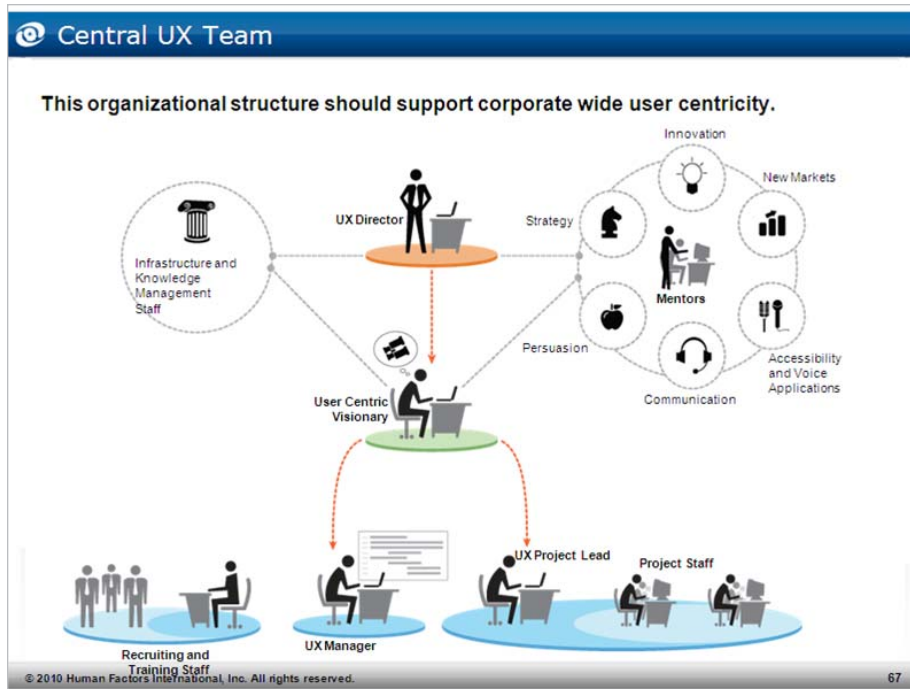 Central UX Team
This organizational structure should support corporate wide user centricity.
Innovation
New Markets
UX Director
Strategy
Infrastructure and
Knowledge
Management
Staff
Mentors
Persuasion
Accessibility
and Voice
Applications
Communication
User Centric
Visionary
UX Project Lead
Project Staff
UX Manager
Recruiting and
Training Staff
© 2010 Human Factors International, Inc. All rights reserved.
67